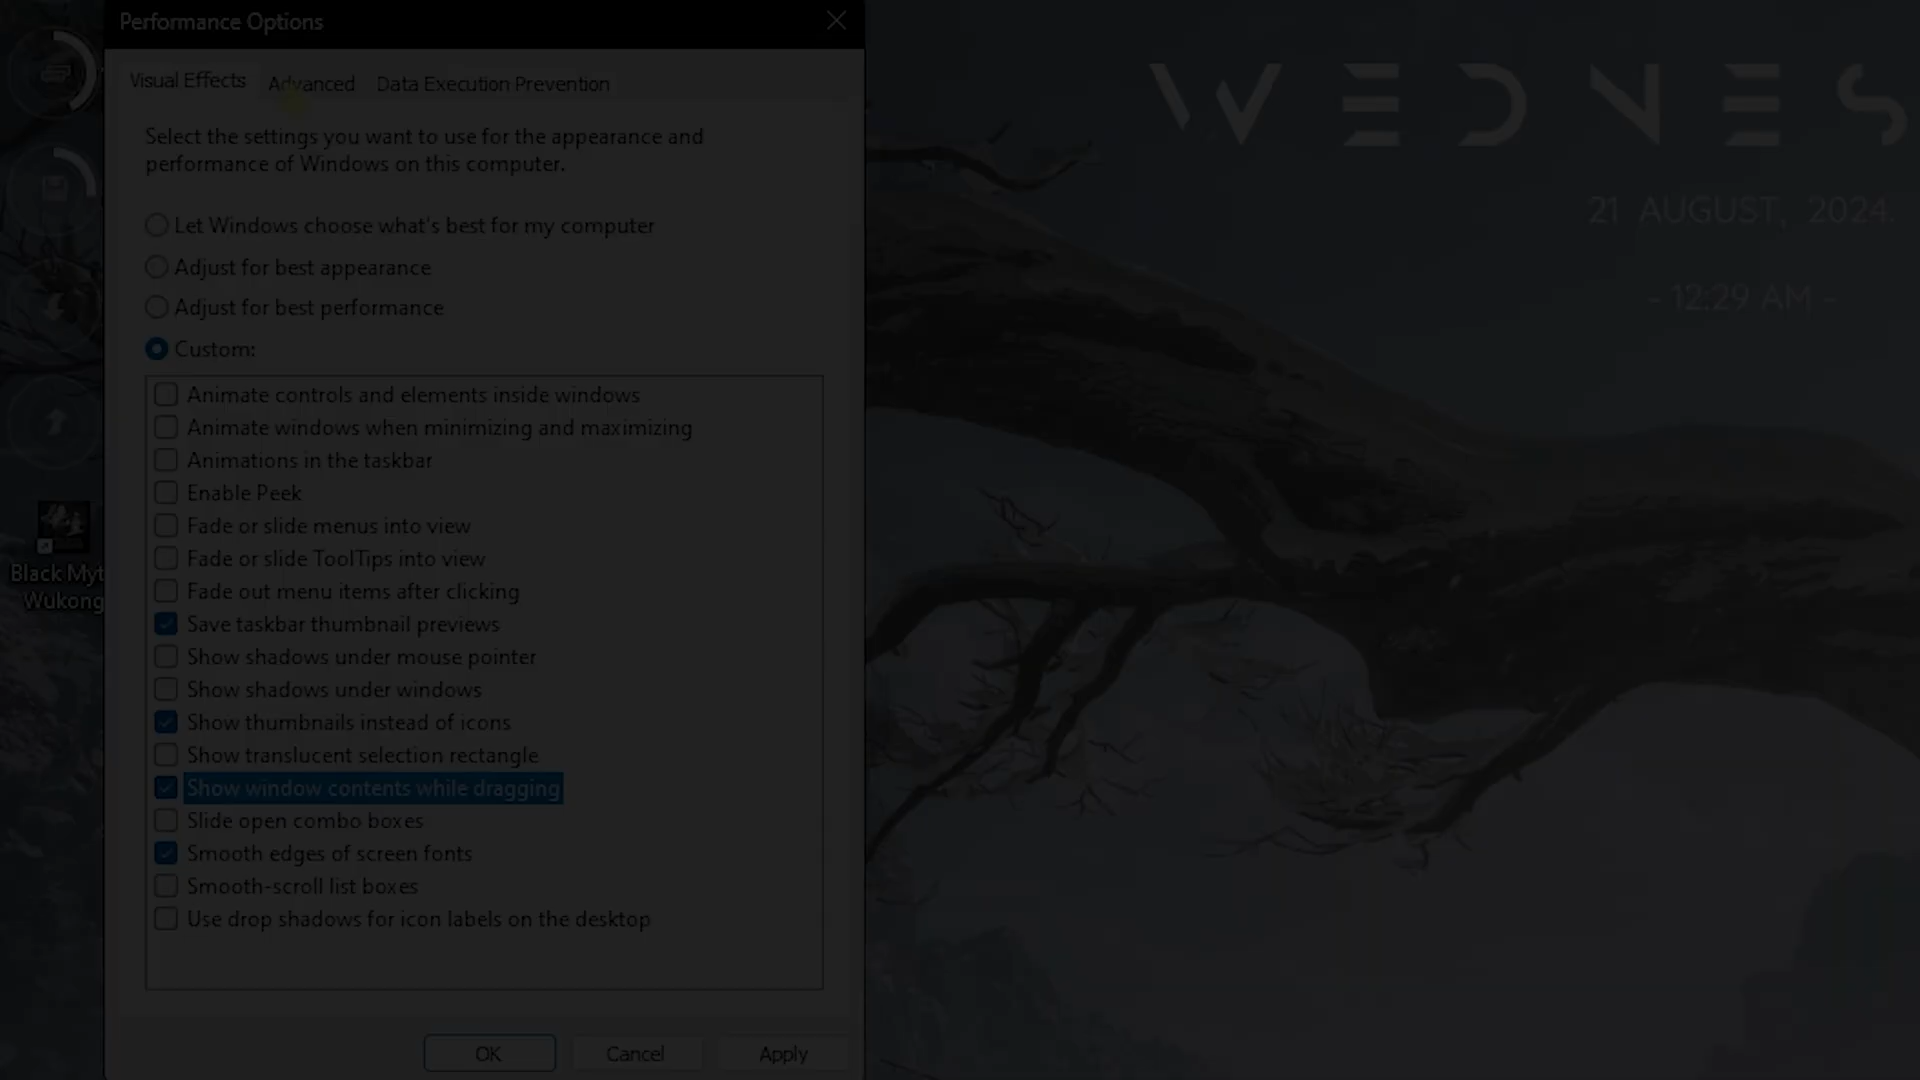 Performance Options
Visual Effects
Advanced
Data Execution Prevention
Select the settings you want to use for the appearance and
performance of Windows on this computer.
Let Windows choose what's best for my computer
Adjust for best appearance
Adjust for best performance
Custom:
Animate controls and elements inside windows
Animate windows when minimizing and maximizing
Animations in the taskbar
Enable Peek
Fade or slide menus into view
Fade or slide ToolTips into view
Fade out menu items after clicking
Save taskbar thumbnail previews
Show shadows under mouse pointer
Show shadows under windows
Show thumbnails instead of icons
Show translucent selection rectangle
Show window contents while dragging
Slide open combo boxes
Smooth edges of screen fonts
Smooth-scroll list boxes
Use drop shadows for icon labels on the desktop
OK
Cancel
Apply
Black Myt
Wukong
WEDNES
21 AUGUST, 2024.
- 12:29 AM -